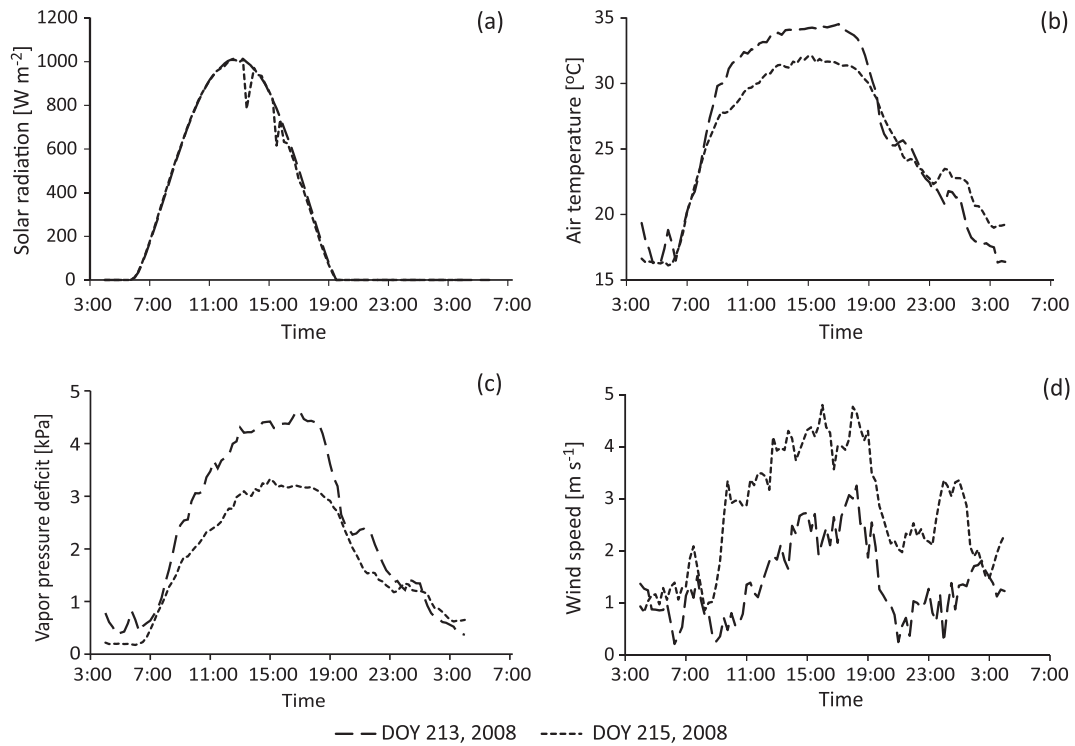 (a)
Solar radiation [W m-2]
1200
1000
800
600
400
200
0
3:00 7:00 11:00 15:00 19:00 23:00 3:00 7:00
Time
(b)
Air temperature [ºC]
35
30
25
20
15
3:00 7:00 11:00 15:00 19:00 23:00 3:00 7:00
Time
(c)
Vapor pressure deficit [kPa]
5
4
3
2
1
0
3:00 7:00 11:00 15:00 19:00 23:00 3:00 7:00
Time
(d)
Wind speed [m s-1]
5
4
3
2
1
0
3:00 7:00 11:00 15:00 19:00 23:00 3:00 7:00
Time
DOY 213, 2008 DOY 215, 2008